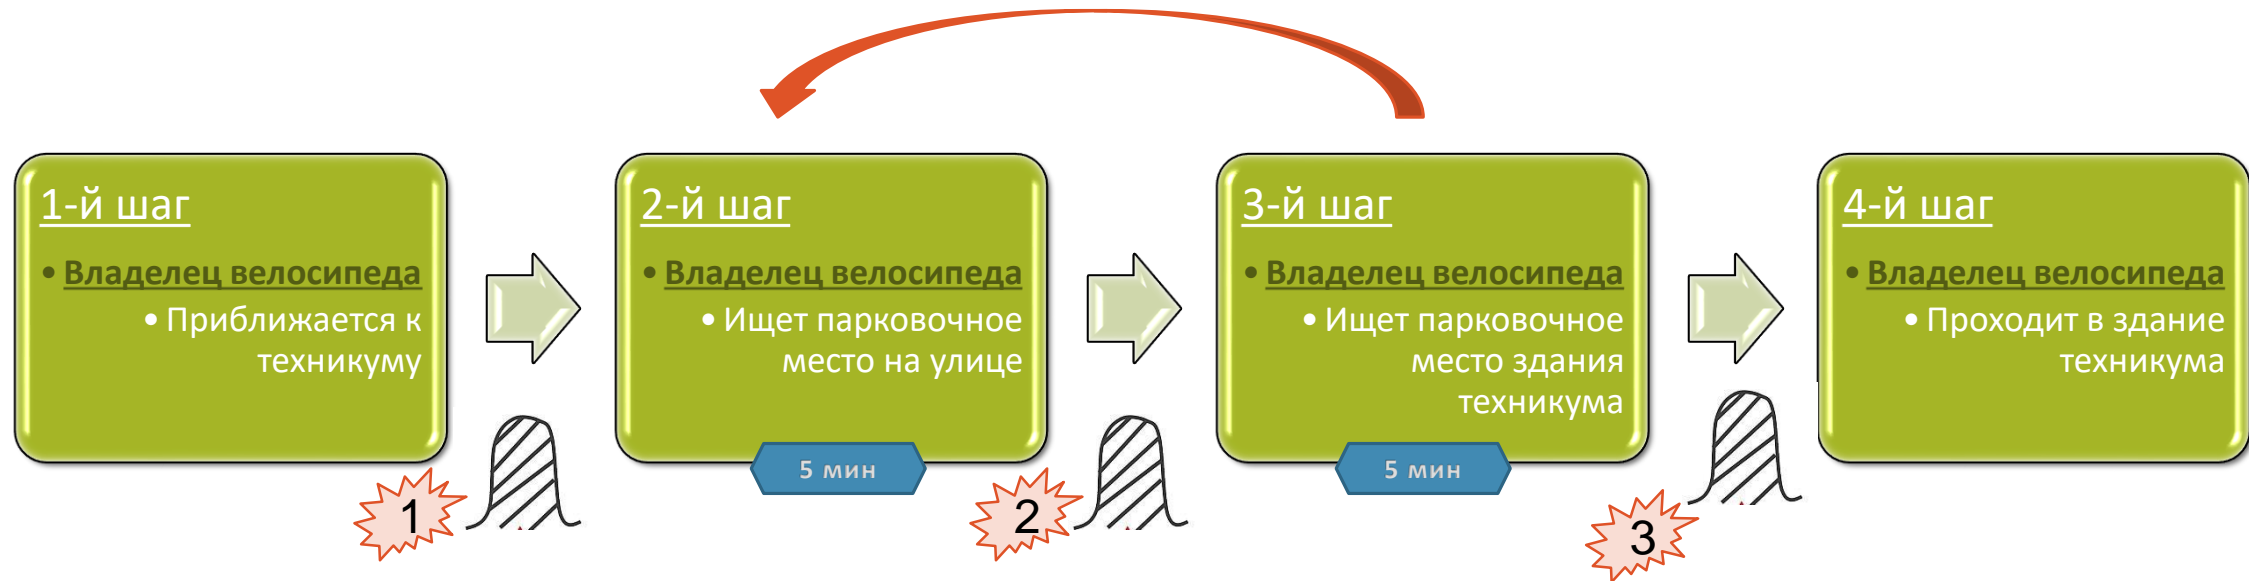 1-й шаг
• Владелец велосипеда
• Приближается к
техникуму
2-й шаг
• Владелец велосипеда
• Ищет парковочное
место на улице
5 мин
3-й шаг
• Владелец велосипеда
• Ищет парковочное
место здания
техникума
5 мин
4-й шаг
• Владелец велосипеда
• Проходит в здание
техникума
1
2
3